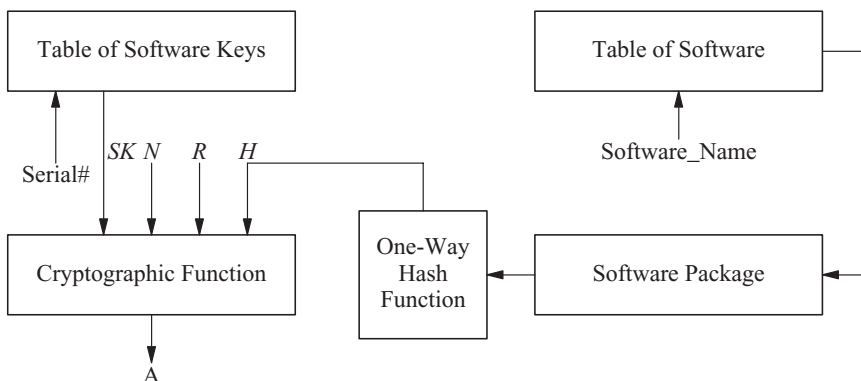 Table of Software Keys
Table of Software
Serial#
SK N R H
Software_Name
Cryptographic Function
One-Way
Hash
Function
Software Package
A